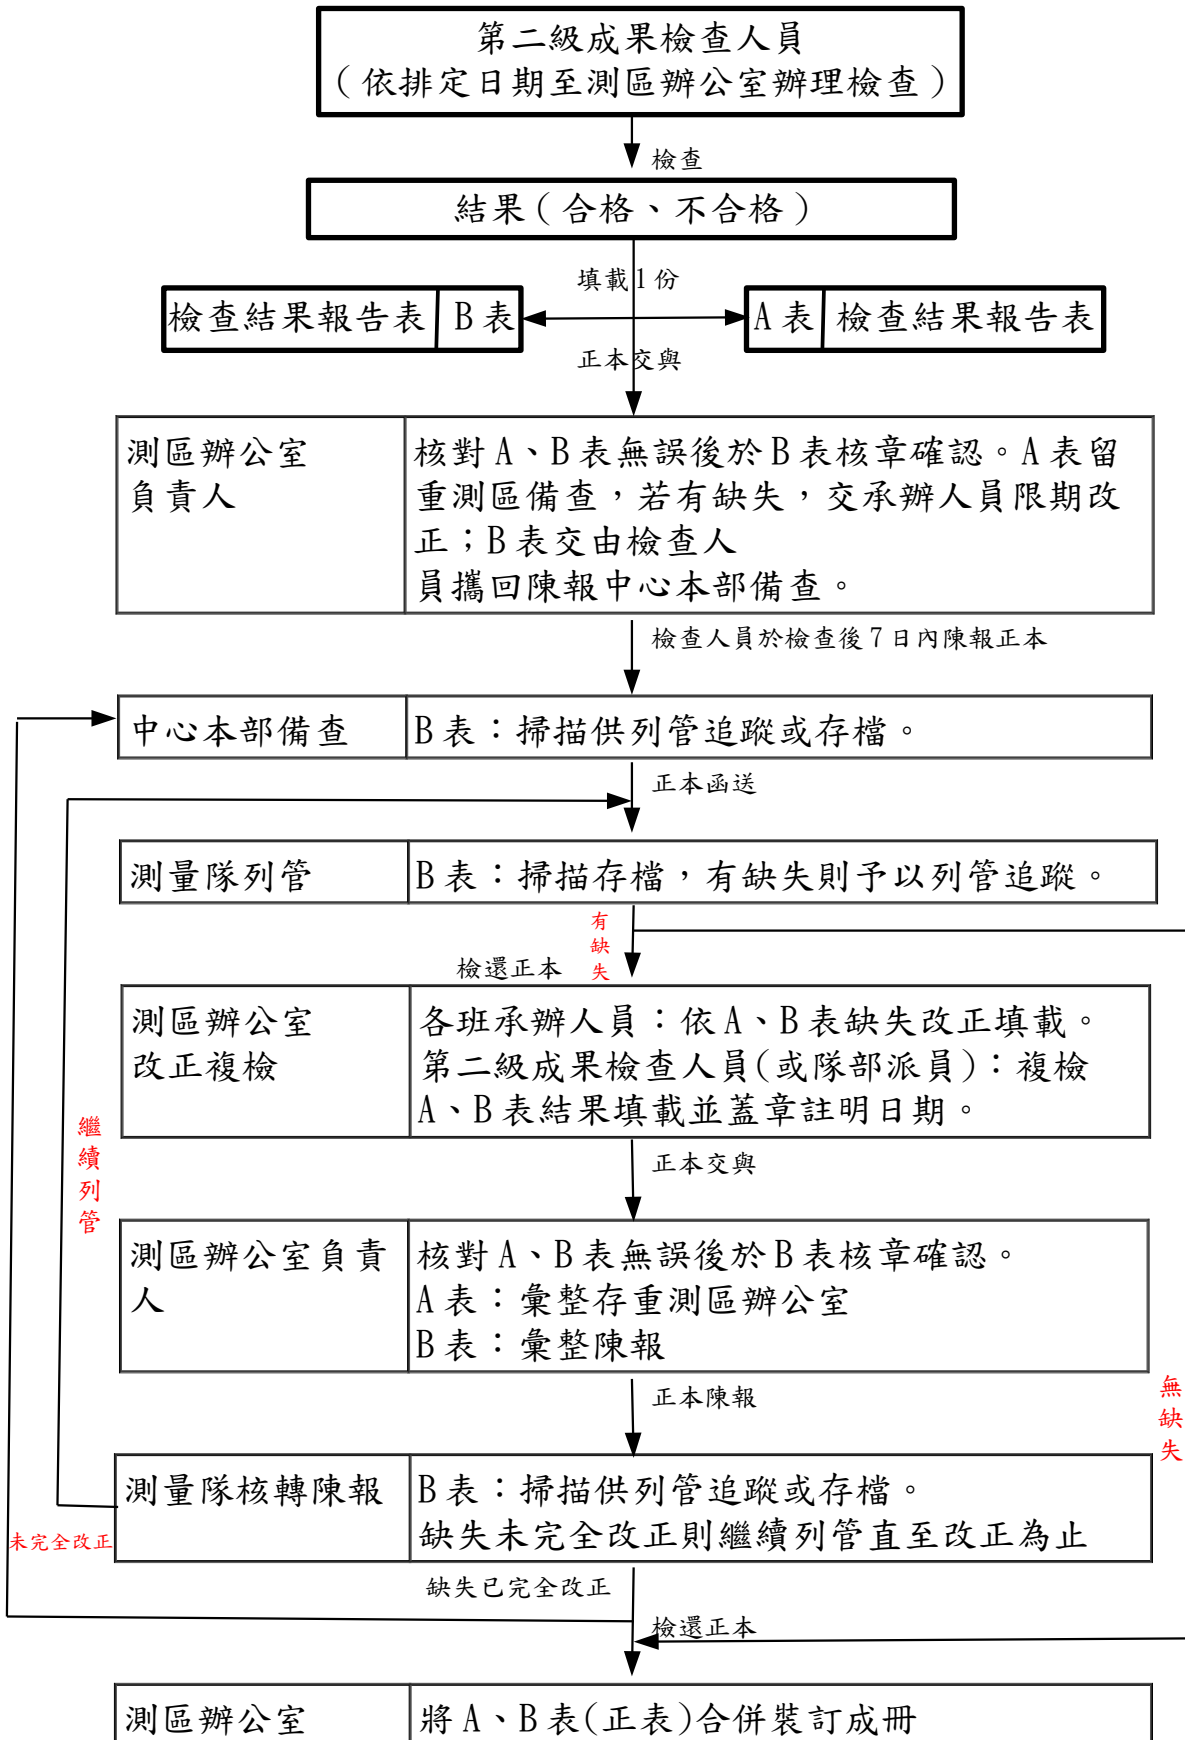 第二級成果檢查人員
（依排定日期至測區辦公室辦理檢查）
檢查
結果（合格、不合格）
填載1份
檢查結果報告表 B表
A表 檢查結果報告表
正本交與
測區辦公室
負責人
核對A、B表無誤後於B表核章確認。A表留
重測區備查，若有缺失，交承辦人員限期改
正；B表交由檢查人
員攜回陳報中心本部備查。
檢查人員於檢查後7日內陳報正本
中心本部備查
B表：掃描供列管追蹤或存檔。
正本函送
測量隊列管
B表：掃描存檔，有缺失則予以列管追蹤。
有缺失
檢還正本
測區辦公室
改正複檢
各班承辦人員：依A、B表缺失改正填載。
第二級成果檢查人員(或隊部派員)：複檢
A、B表結果填載並蓋章註明日期。
繼續列管
正本交與
測區辦公室負責
人
核對A、B表無誤後於B表核章確認。
A表：彙整存重測區辦公室
B表：彙整陳報
正本陳報
無缺失
測量隊核轉陳報
B表：掃描供列管追蹤或存檔。
缺失未完全改正則繼續列管直至改正為止
未完全改正
缺失已完全改正
檢還正本
測區辦公室
將A、B表(正表)合併裝訂成冊